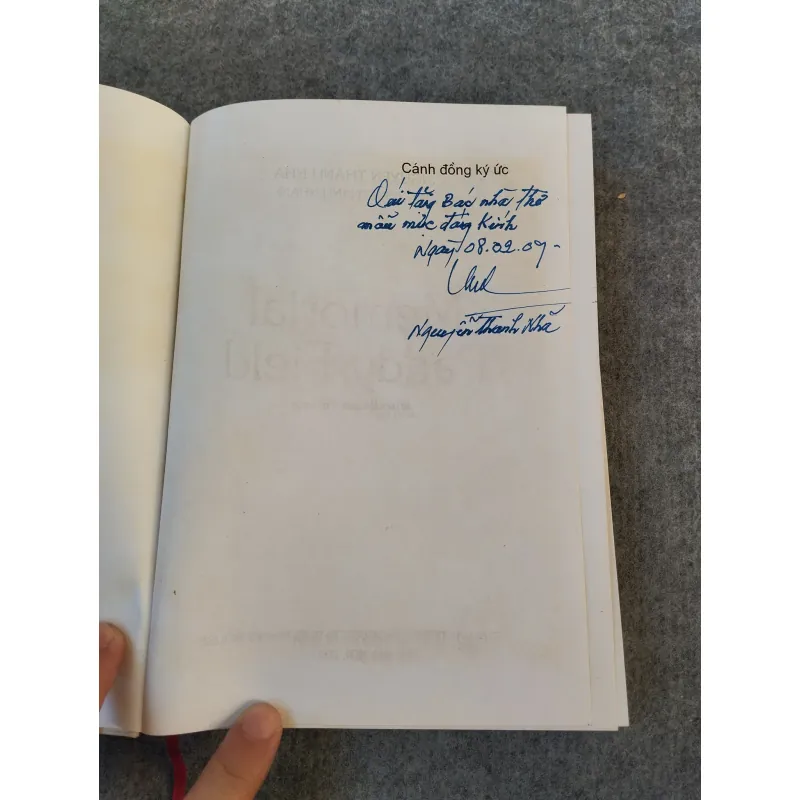 Cánh đồng ký ức
Quí tặng Bác nhà thơ
mẫu mực đáng Kính
Ngày 08.02.09-
Nguyễn Thanh Nhã